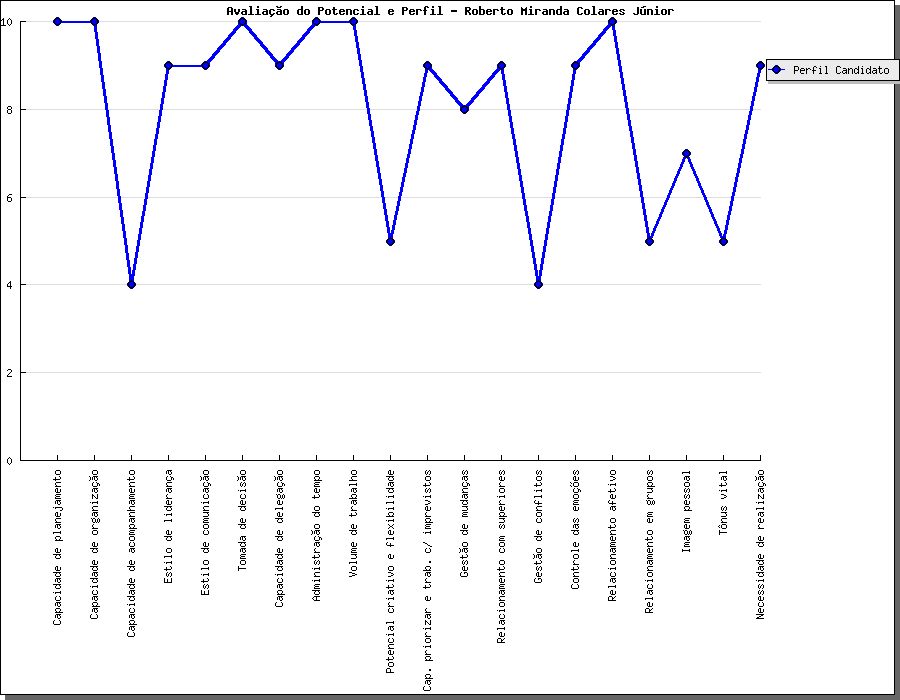 Avaliação do Potencial e Perfil - Roberto Miranda Colares Júnior
10
8
6
4
2
0
Perfil Candidato
Capacidade de planejamento
Capacidade de organização
Capacidade de acompanhamento
Estilo de liderança
Estilo de comunicação
Tomada de decisão
Capacidade de delegação
Administração do tempo
Volume de trabalho
Potencial criativo e flexibilidade
Cap. priorizar e trab. c/ imprevistos
Gestão de mudanças
Relacionamento com superiores
Gestão de conflitos
Controle das emoções
Relacionamento afetivo
Relacionamento em grupos
Imagem pessoal
Tônus vital
Necessidade de realização